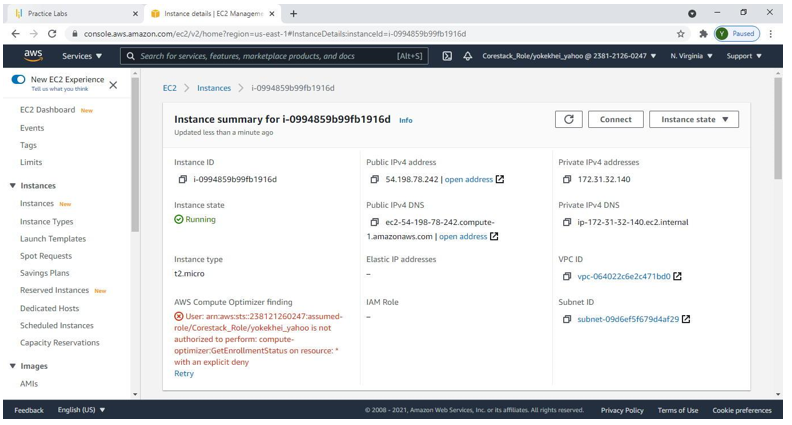 Practice Labs
Instance details | EC2 Manageme
console.aws.amazon.com/ec2/v2/home?region=us-east-1#InstanceDetails:instanceId=i-0994859b99fb1916d
Y Paused
aws Services Search for services, features, marketplace products, and docs [Alt+S] Corestack_Role/yokekhei_yahoo @ 2381-2126-0247 N. Virginia Support
New EC2 Experience
Tell us what you think
EC2 Dashboard New
Events
Tags
Limits
Instances
Instances New
Instance Types
Launch Templates
Spot Requests
Savings Plans
Reserved Instances New
Dedicated Hosts
Scheduled Instances
Capacity Reservations
Images
AMIs
EC2 > Instances > i-0994859b99fb1916d
Instance summary for i-0994859b99fb1916d Info
Updated less than a minute ago
Connect
Instance state
Instance ID
i-0994859b99fb1916d
Public IPv4 address
54.198.78.242 | open address
Private IPv4 addresses
172.31.32.140
Instance state
Running
Public IPv4 DNS
ec2-54-198-78-242.compute-
1.amazonaws.com | open address
Private IPv4 DNS
ip-172-31-32-140.ec2.internal
Instance type
t2.micro
Elastic IP addresses
–
VPC ID
vpc-064022c6e2c471bd0
AWS Compute Optimizer finding
User: arn:aws:sts::238121260247:assumed-
role/Corestack_Role/yokekhei_yahoo is not
authorized to perform: compute-
optimizer:GetEnrollmentStatus on resource: *
with an explicit deny
Retry
IAM Role
–
Subnet ID
subnet-09d6ef5f679d4af29
Feedback English (US) © 2008 - 2021, Amazon Web Services, Inc. or its affiliates. All rights reserved. Privacy Policy Terms of Use Cookie preferences